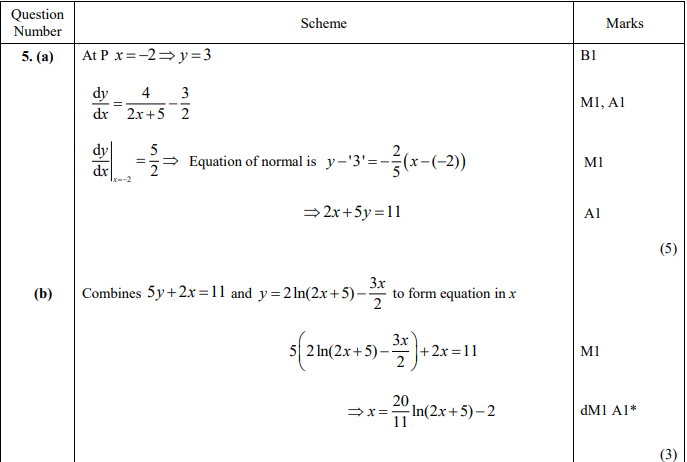 Question Number Scheme Marks
5. (a) At P x = −2 ⇒ y = 3 B1
dy/dx = 4/(2x+5) − 3/2 M1, A1
dy/dx|x=−2 = 5/2 ⇒ Equation of normal is y−'3' = −2/5(x−(−2)) M1
⇒ 2x+5y = 11 A1
(5)
(b) Combines 5y+2x = 11 and y = 2ln(2x+5) − 3x/2 to form equation in x
5(2ln(2x+5) − 3x/2) + 2x = 11 M1
⇒ x = 20/11 ln(2x+5) − 2 dM1 A1*
(3)